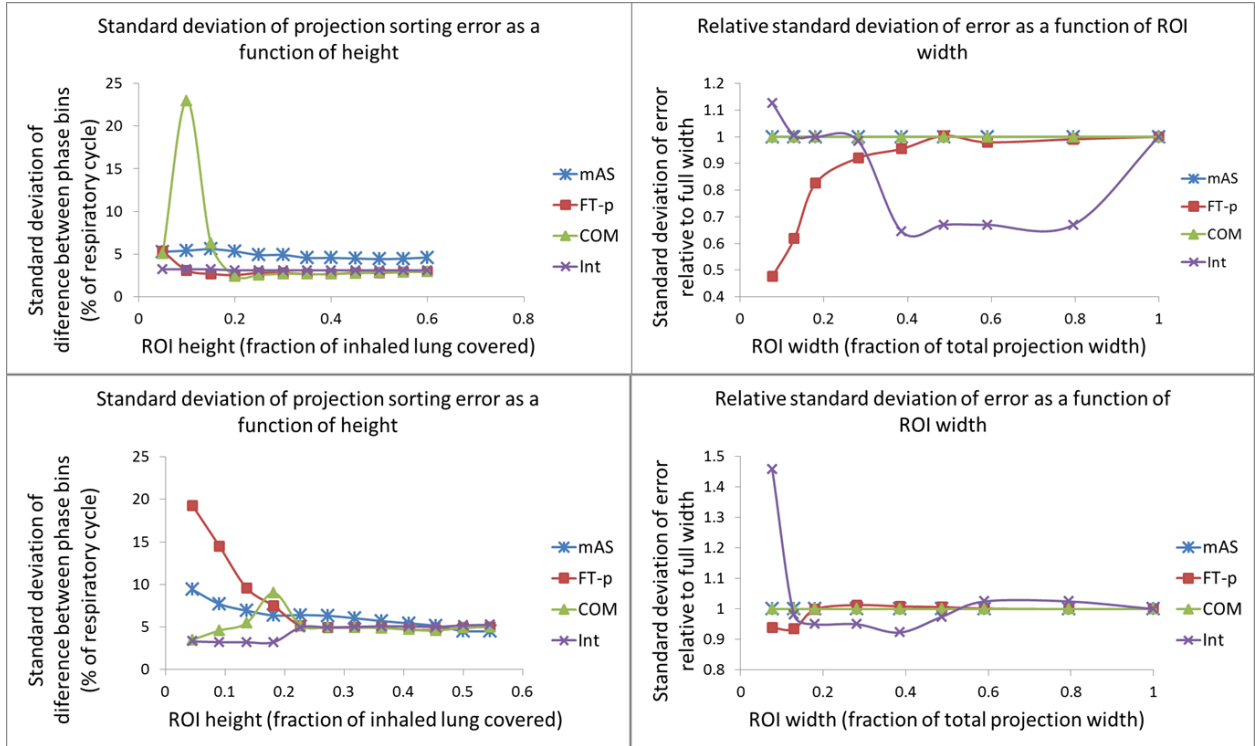 Standard deviation of projection sorting error as a
function of height
Standard deviation of
diference between phase bins
(% of respiratory cycle)
25
20
15
10
5
0
0
0.2
0.4
0.6
0.8
ROI height (fraction of inhaled lung covered)
mAS
FT-p
COM
Int
Relative standard deviation of error as a function of ROI
width
Standard deviation of error
relative to full width
1.2
1.1
1
0.9
0.8
0.7
0.6
0.5
0.4
0
0.2
0.4
0.6
0.8
1
ROI width (fraction of total projection width)
mAS
FT-p
COM
Int
Standard deviation of projection sorting error as a
function of height
Standard deviation of
diference between phase bins
(% of respiratory cycle)
25
20
15
10
5
0
0
0.1
0.2
0.3
0.4
0.5
0.6
ROI height (fraction of inhaled lung covered)
mAS
FT-p
COM
Int
Relative standard deviation of error as a function of
ROI width
Standard deviation of error
relative to full width
1.5
1.4
1.3
1.2
1.1
1
0.9
0.8
0
0.2
0.4
0.6
0.8
1
ROI width (fraction of total projection width)
mAS
FT-p
COM
Int